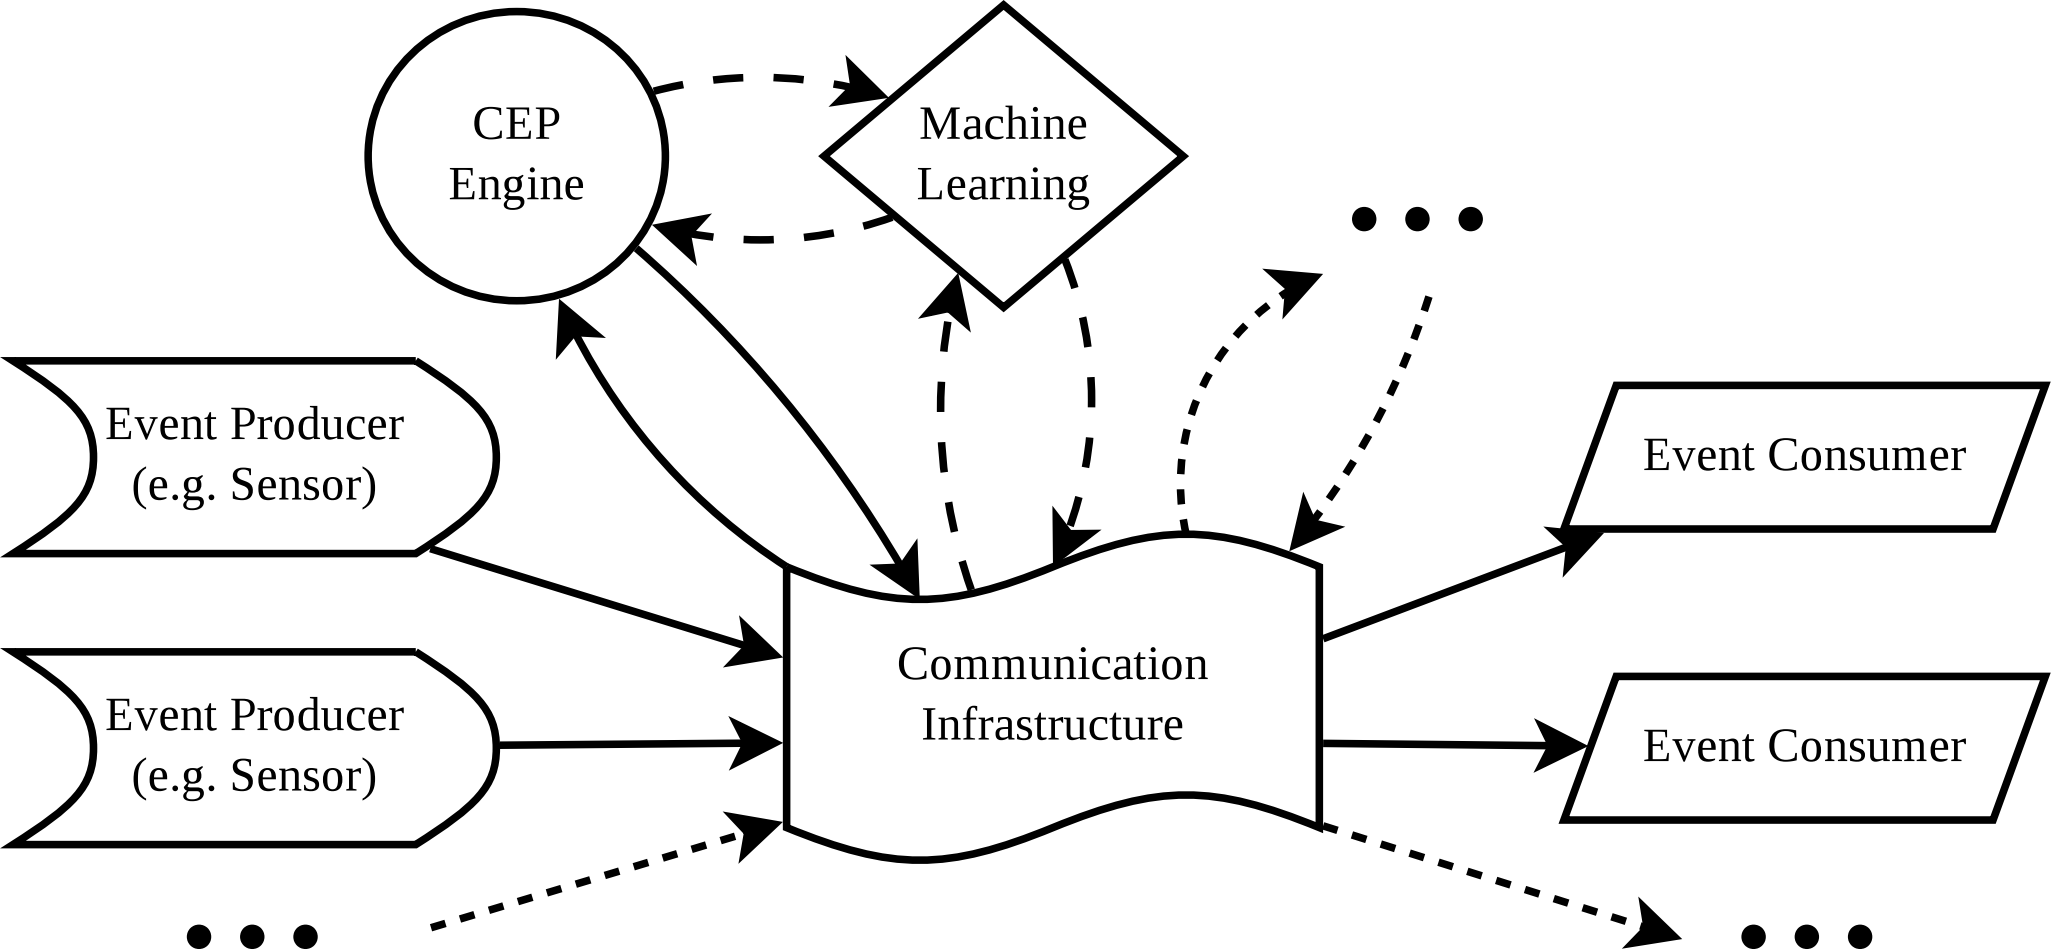 CEP
Engine
Machine
Learning
Event Producer
(e.g. Sensor)
Event Consumer
Communication
Infrastructure
Event Producer
(e.g. Sensor)
Event Consumer